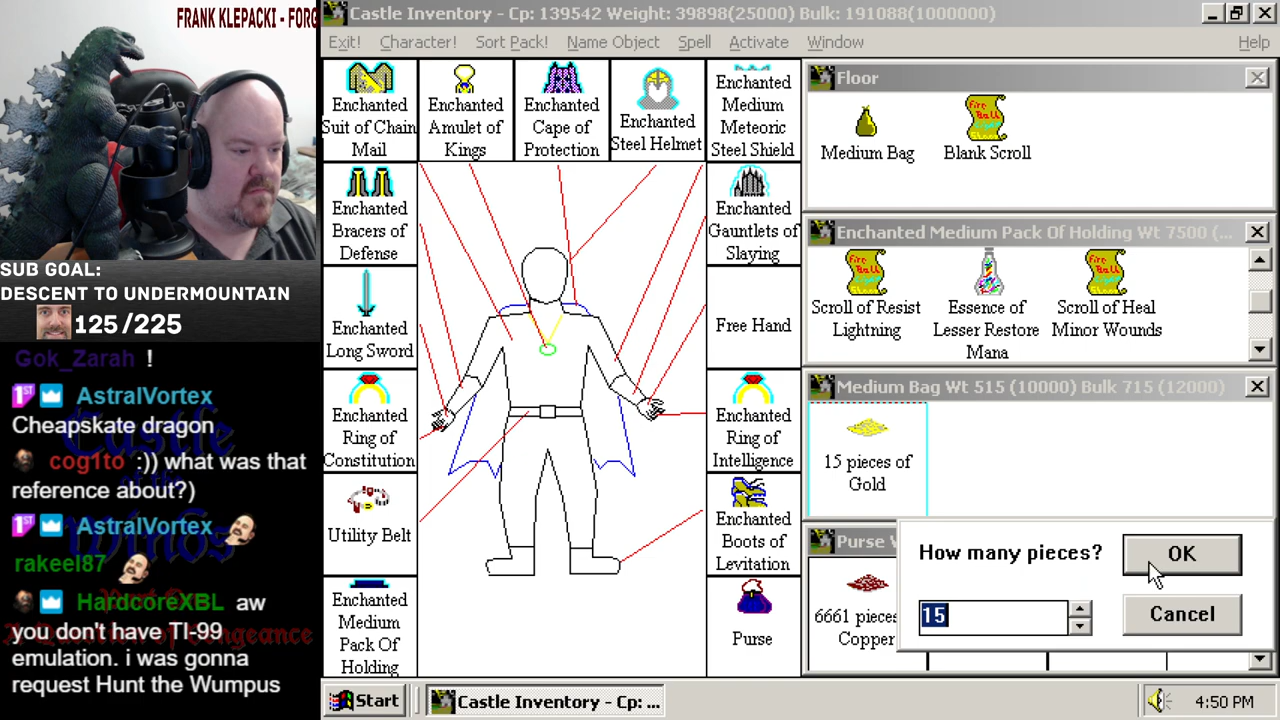 FRANK KLEPACKI - FORG
Castle Inventory - Cp: 139542 Weight: 39898(25000) Bulk: 191088(1000000)
Exit! Character! Sort Pack! Name Object Spell Activate Window Help
Enchanted Suit of Chain Mail
Enchanted Amulet of Kings
Enchanted Cape of Protection
Enchanted Steel Helmet
Enchanted Medium Meteoric Steel Shield
Enchanted Bracers of Defense
Enchanted Gauntlets of Slaying
Enchanted Long Sword
Free Hand
Enchanted Ring of Constitution
Enchanted Ring of Intelligence
Utility Belt
Enchanted Boots of Levitation
Enchanted Medium Pack Of Holding
Purse
Floor
Medium Bag
Blank Scroll
Enchanted Medium Pack Of Holding Wt 7500 (...
Scroll of Resist Lightning
Essence of Lesser Restore Mana
Scroll of Heal Minor Wounds
Medium Bag Wt 515 (10000) Bulk 715 (12000)
15 pieces of Gold
Purse W
6661 pieces
Copper
How many pieces?
15
OK
Cancel
SUB GOAL:
DESCENT TO UNDERMOUNTAIN
125 /225
Gok_Zarah !
AstralVortex
Cheapskate dragon
cog1to :)) what was that
reference about?)
AstralVortex
rakeel87
HardcoreXBL aw
you don't have TI-99
emulation. i was gonna
request Hunt the Wumpus
Start
Castle Inventory - Cp: ...
4:50 PM